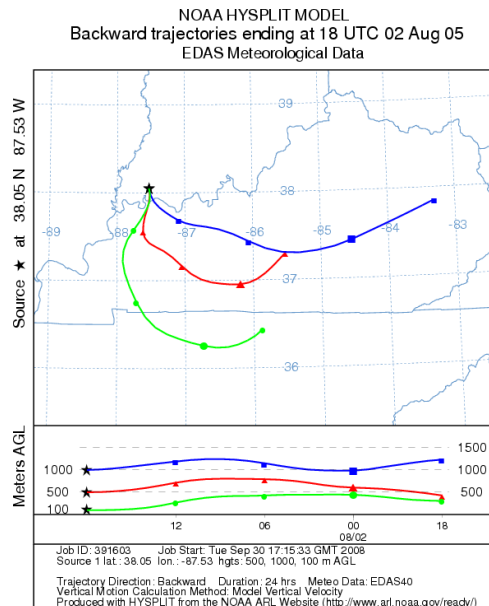 NOAA HYSPLIT MODEL
Backward trajectories ending at 18 UTC 02 Aug 05
EDAS Meteorological Data
Source ★ at 38.05 N 87.53 W
39
38
-89
-88
-87
-86
-85
-84
-83
37
36
Meters AGL
1500
1000
1000
500
500
100
12
06
00
18
08/02
Job ID: 391603 Job Start: Tue Sep 30 17:15:33 GMT 2008
Source 1 lat.: 38.05 lon.: -87.53 hgts: 500, 1000, 100 m AGL
Trajectory Direction: Backward Duration: 24 hrs Meteo Data: EDAS40
Vertical Motion Calculation Method: Model Vertical Velocity
Produced with HYSPLIT from the NOAA ARL Website (http://www.arl.noaa.gov/ready/)